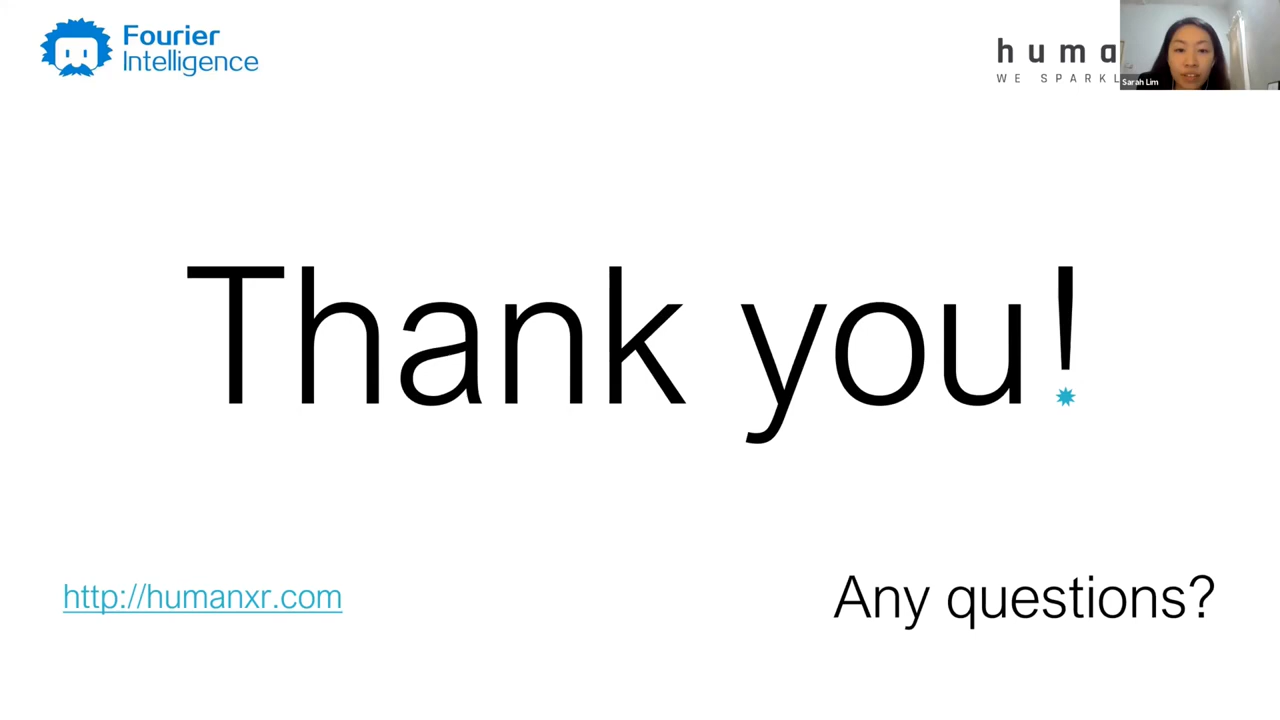 Fourier
Intelligence
huma
WE SPARKL
Sarah Lim
Thank you!
http://humanxr.com
Any questions?